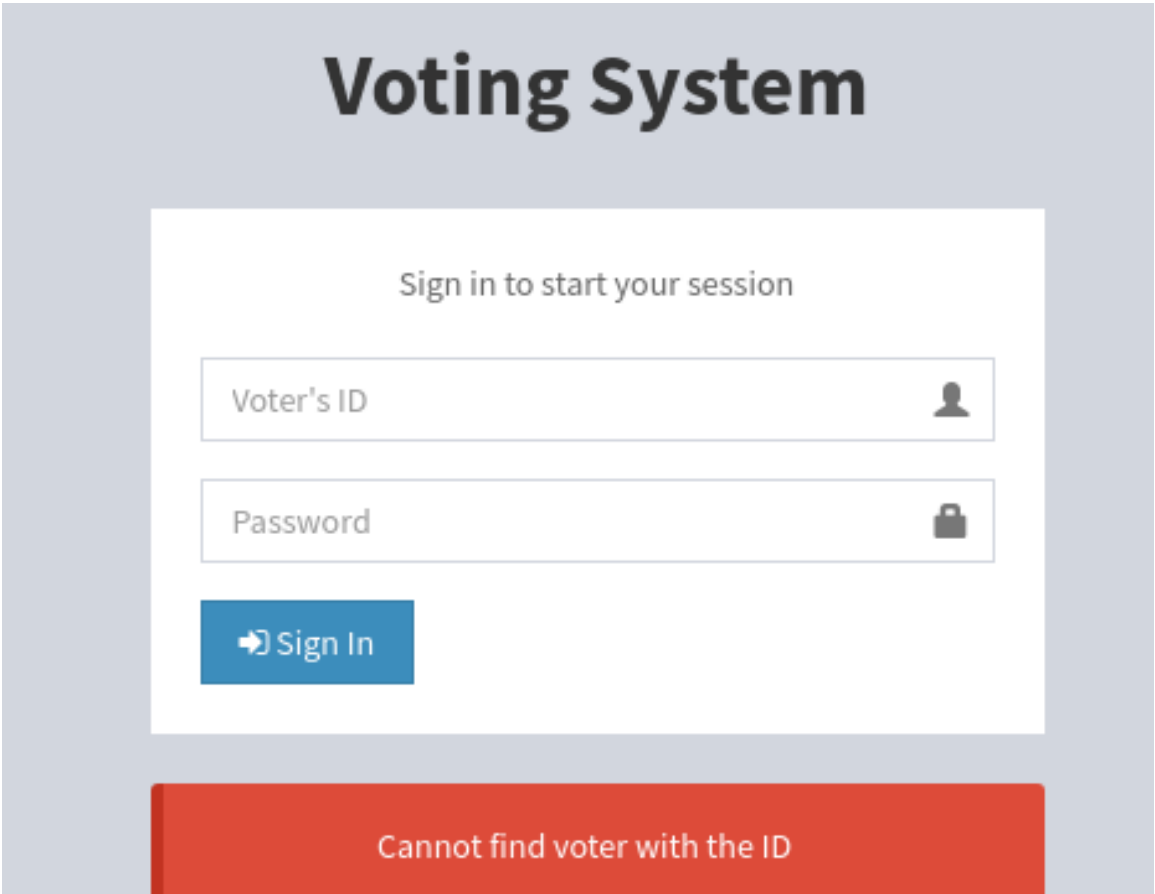 Voting System
Sign in to start your session
Voter's ID
Password
Sign In
Cannot find voter with the ID